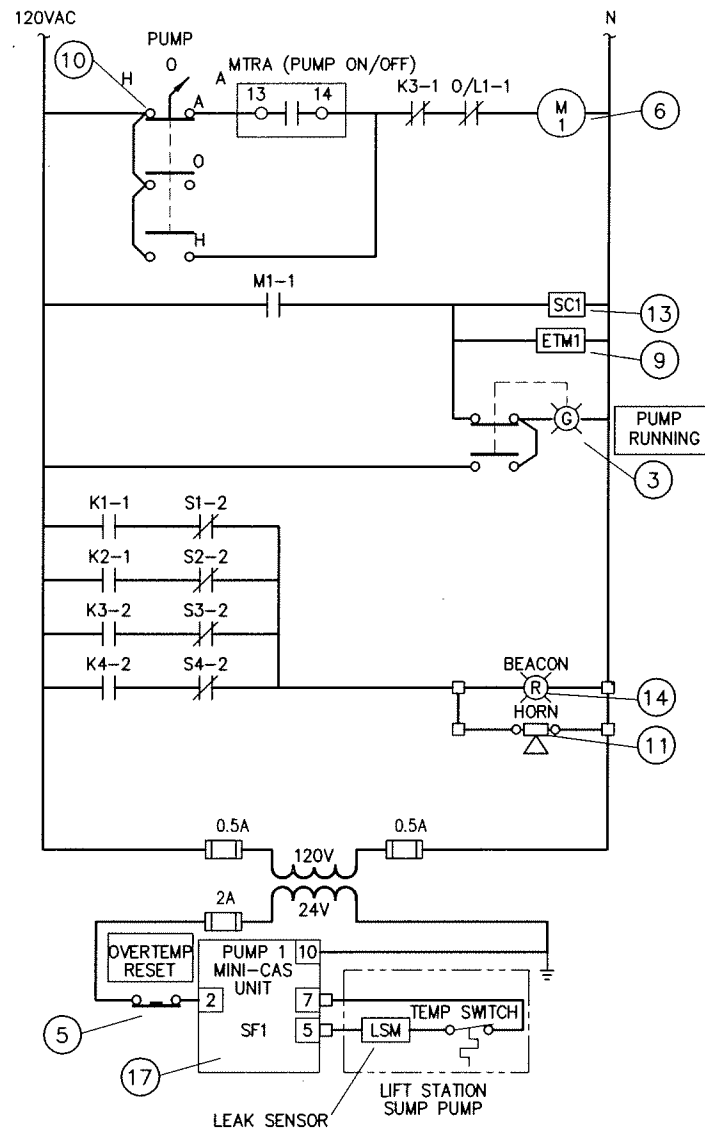 120VAC
N
PUMP
10
H
O
A
MTRA (PUMP ON/OFF)
A
13
14
K3-1
O/L1-1
M
1
6
O
H
M1-1
SC1
13
ETM1
9
G
PUMP
RUNNING
3
K1-1
S1-2
K2-1
S2-2
K3-2
S3-2
K4-2
S4-2
BEACON
R
14
HORN
11
0.5A
0.5A
120V
2A
24V
OVERTEMP
RESET
PUMP 1
MINI-CAS
UNIT
10
2
7
TEMP SWITCH
5
SF1
5
LSM
17
LIFT STATION
SUMP PUMP
LEAK SENSOR